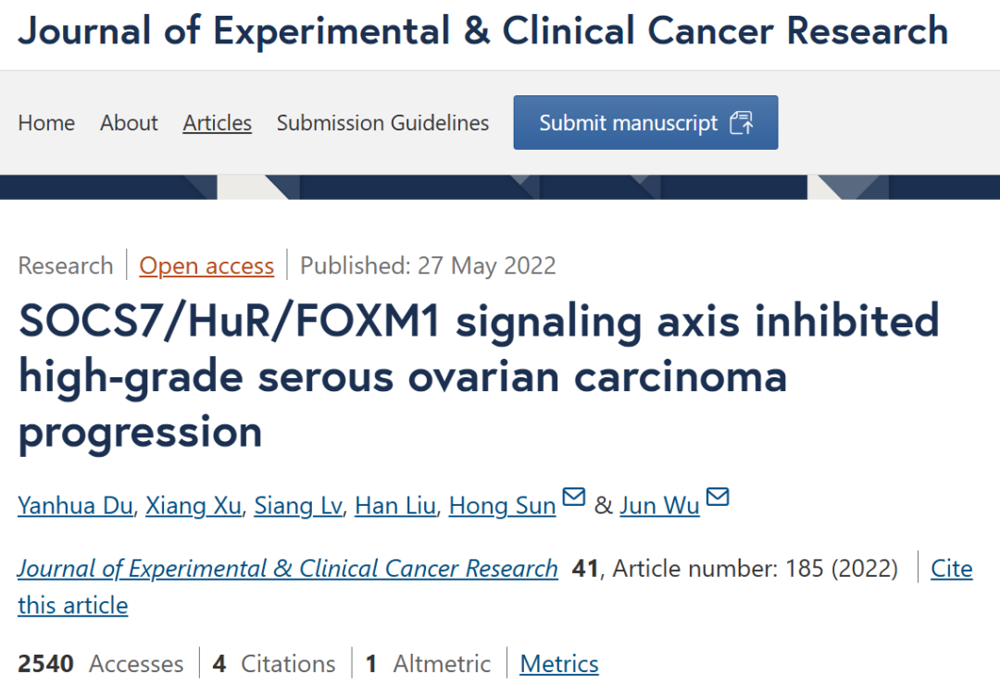 Journal of Experimental & Clinical Cancer Research
Home About Articles Submission Guidelines Submit manuscript
Research Open access Published: 27 May 2022
SOCS7/HuR/FOXM1 signaling axis inhibited
high-grade serous ovarian carcinoma
progression
Yanhua Du, Xiang Xu, Siang Lv, Han Liu, Hong Sun & Jun Wu
Journal of Experimental & Clinical Cancer Research 41, Article number: 185 (2022) Cite
this article
2540 Accesses 4 Citations 1 Altmetric Metrics